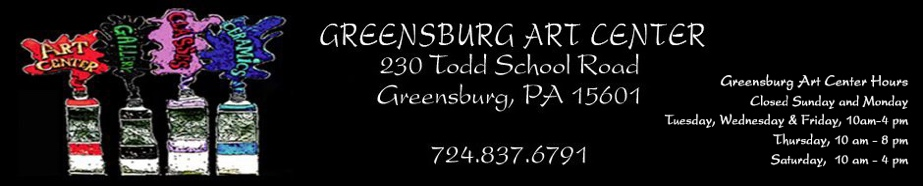 ART
CENTER
GALLERY
CLASSES
CERAMICS
GREENSBURG ART CENTER
230 Todd School Road
Greensburg, PA 15601
724.837.6791
Greensburg Art Center Hours
Closed Sunday and Monday
Tuesday, Wednesday & Friday, 10am-4 pm
Thursday, 10 am - 8 pm
Saturday, 10 am - 4 pm